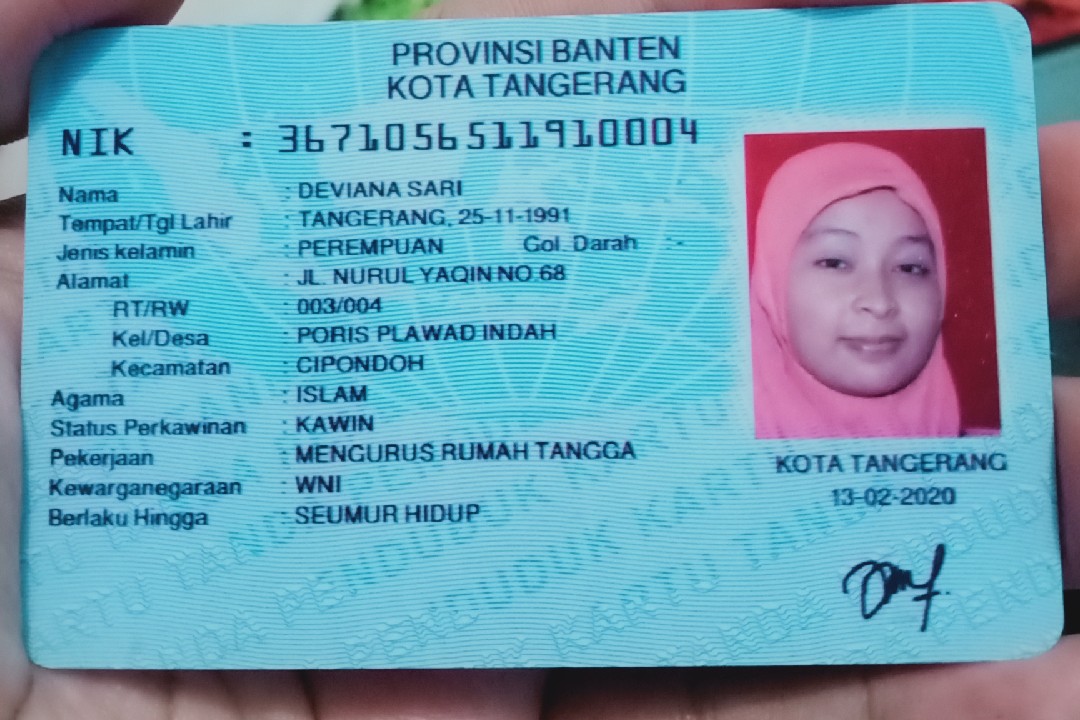 PROVINSI BANTEN
KOTA TANGERANG
NIK : 3671056511910004
Nama : DEVIANA SARI
Tempat/Tgl Lahir : TANGERANG, 25-11-1991
Jenis kelamin : PEREMPUAN Gol. Darah : -
Alamat : JL. NURUL YAQIN NO.68
RT/RW : 003/004
Kel/Desa : PORIS PLAWAD INDAH
Kecamatan : CIPONDOH
Agama : ISLAM
Status Perkawinan : KAWIN
Pekerjaan : MENGURUS RUMAH TANGGA
Kewarganegaraan : WNI
Berlaku Hingga : SEUMUR HIDUP
KOTA TANGERANG
13-02-2020